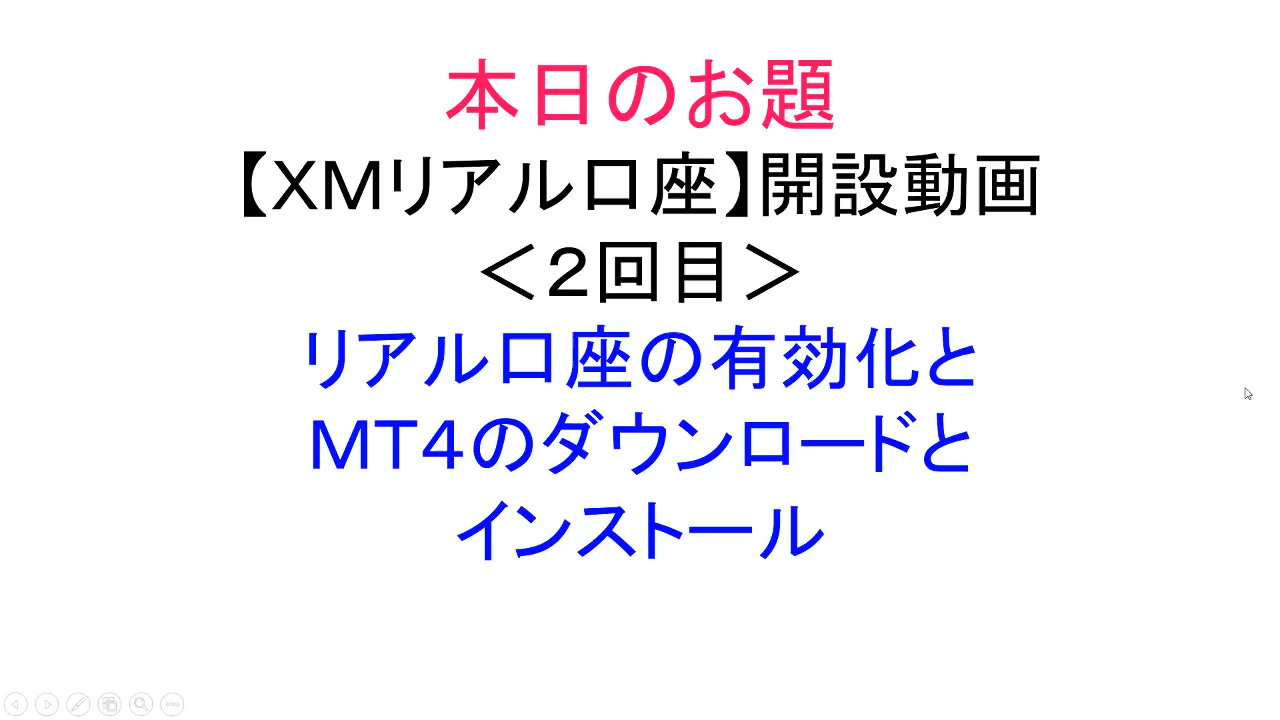 本日のお題
【XMリアル口座】開設動画
＜２回目＞
リアル口座の有効化と
MT４のダウンロードと
インストール